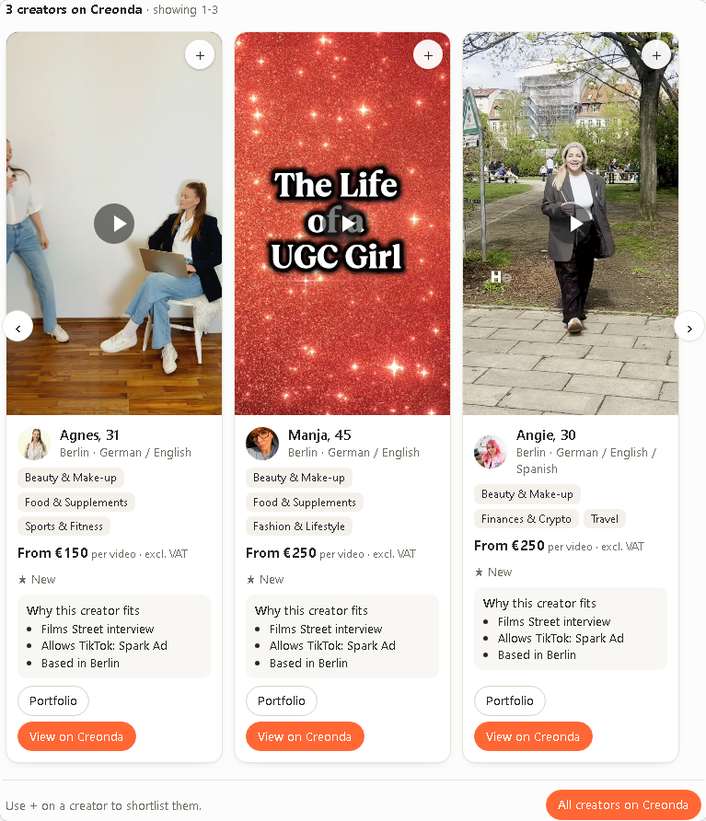 3 creators on Creonda · showing 1-3
+
+
+
The Life
of a
UGC Girl
He
‹
›
Agnes, 31
Berlin · German / English
Beauty & Make-up
Food & Supplements
Sports & Fitness
From €150 per video · excl. VAT
★ New
Why this creator fits
• Films Street interview
• Allows TikTok: Spark Ad
• Based in Berlin
Portfolio
View on Creonda
Manja, 45
Berlin · German / English
Beauty & Make-up
Food & Supplements
Fashion & Lifestyle
From €250 per video · excl. VAT
★ New
Why this creator fits
• Films Street interview
• Allows TikTok: Spark Ad
• Based in Berlin
Portfolio
View on Creonda
Angie, 30
Berlin · German / English /
Spanish
Beauty & Make-up
Finances & Crypto Travel
From €250 per video · excl. VAT
★ New
Why this creator fits
• Films Street interview
• Allows TikTok: Spark Ad
• Based in Berlin
Portfolio
View on Creonda
Use + on a creator to shortlist them.
All creators on Creonda